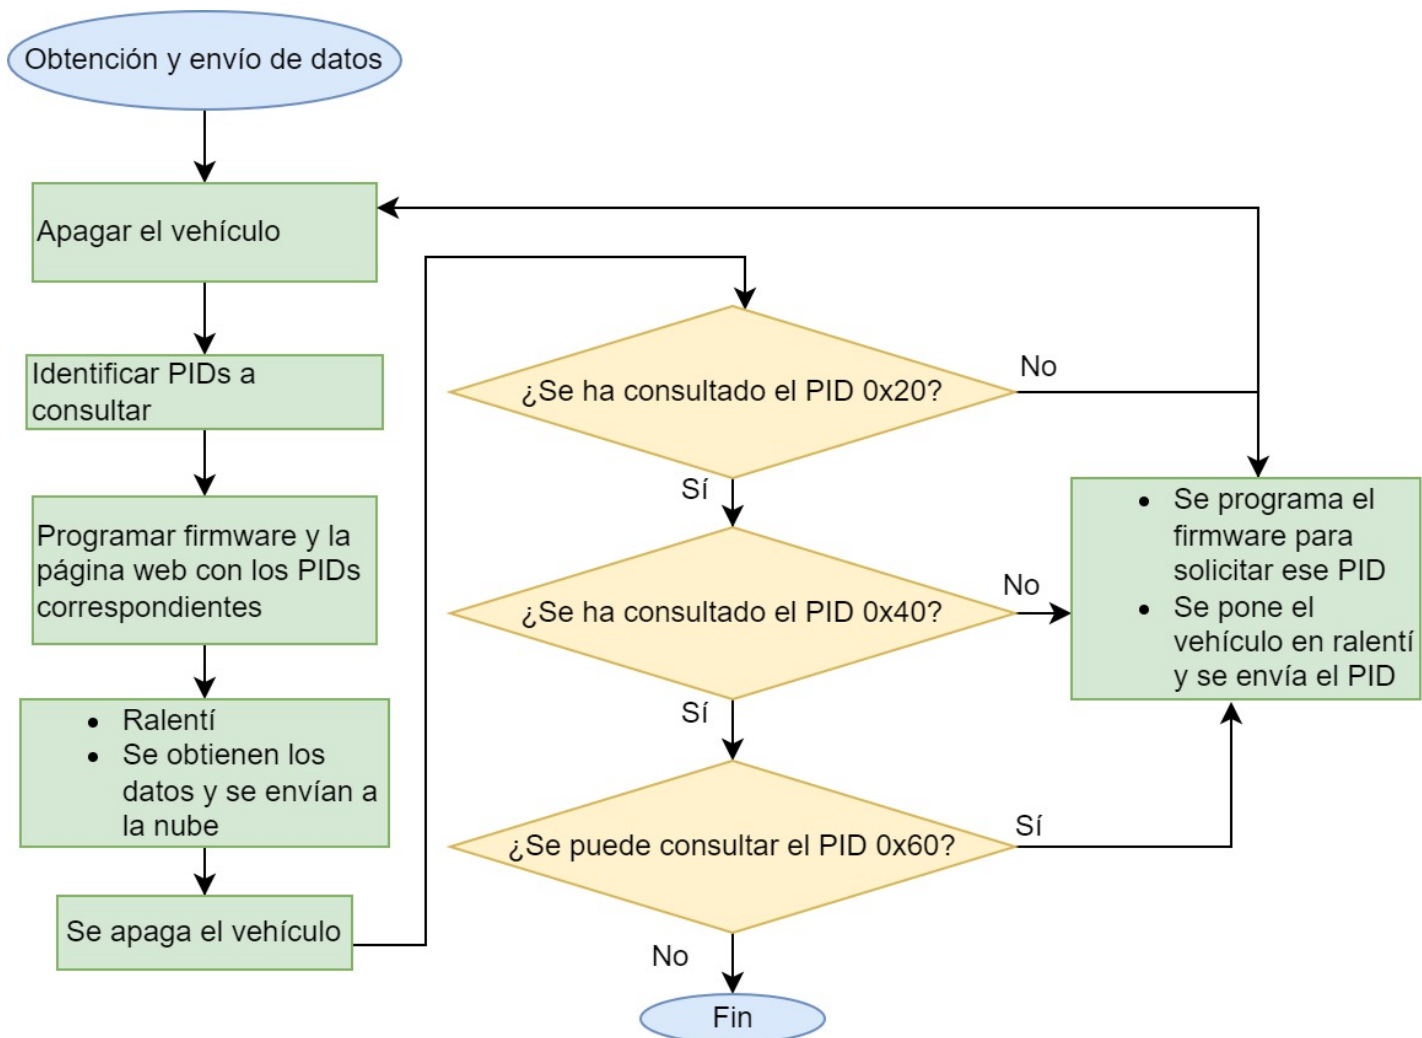 Obtención y envío de datos
Apagar el vehículo
Identificar PIDs a
consultar
Programar firmware y la
página web con los PIDs
correspondientes
• Ralentí
• Se obtienen los
datos y se envían a
la nube
Se apaga el vehículo
¿Se ha consultado el PID 0x20?
No
Sí
¿Se ha consultado el PID 0x40?
No
Sí
¿Se puede consultar el PID 0x60?
Sí
No
• Se programa el
firmware para
solicitar ese PID
• Se pone el
vehículo en ralentí
y se envía el PID
Fin